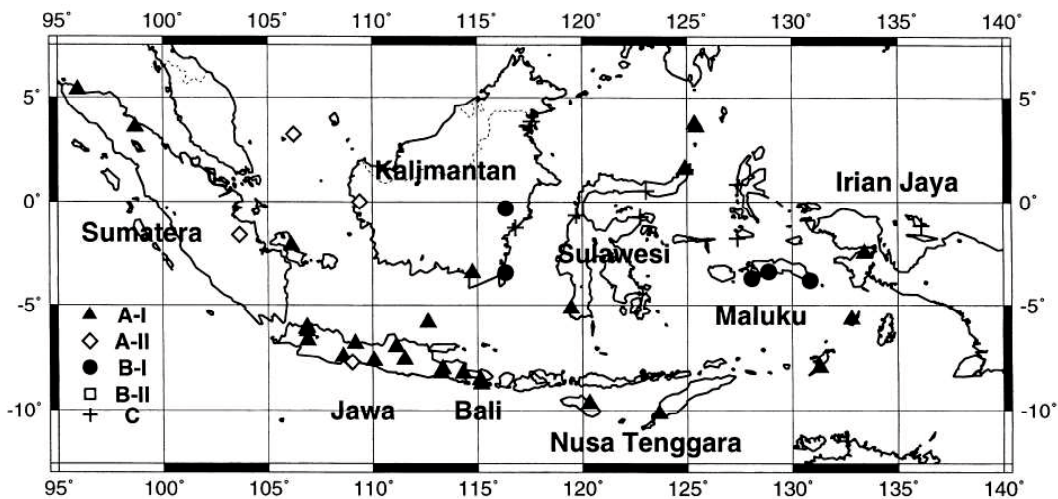 95° 100° 105° 110° 115° 120° 125° 130° 135° 140°
5° 5°
Kaljmantan
Irian Jaya
0° 0°
Sumatera
Sulawesi
-5° -5°
A-I
Maluku
A-II
B-I
B-II
-10° -10°
C
Jawa Bali
Nusa Tenggara
95° 100° 105° 110° 115° 120° 125° 130° 135° 140°